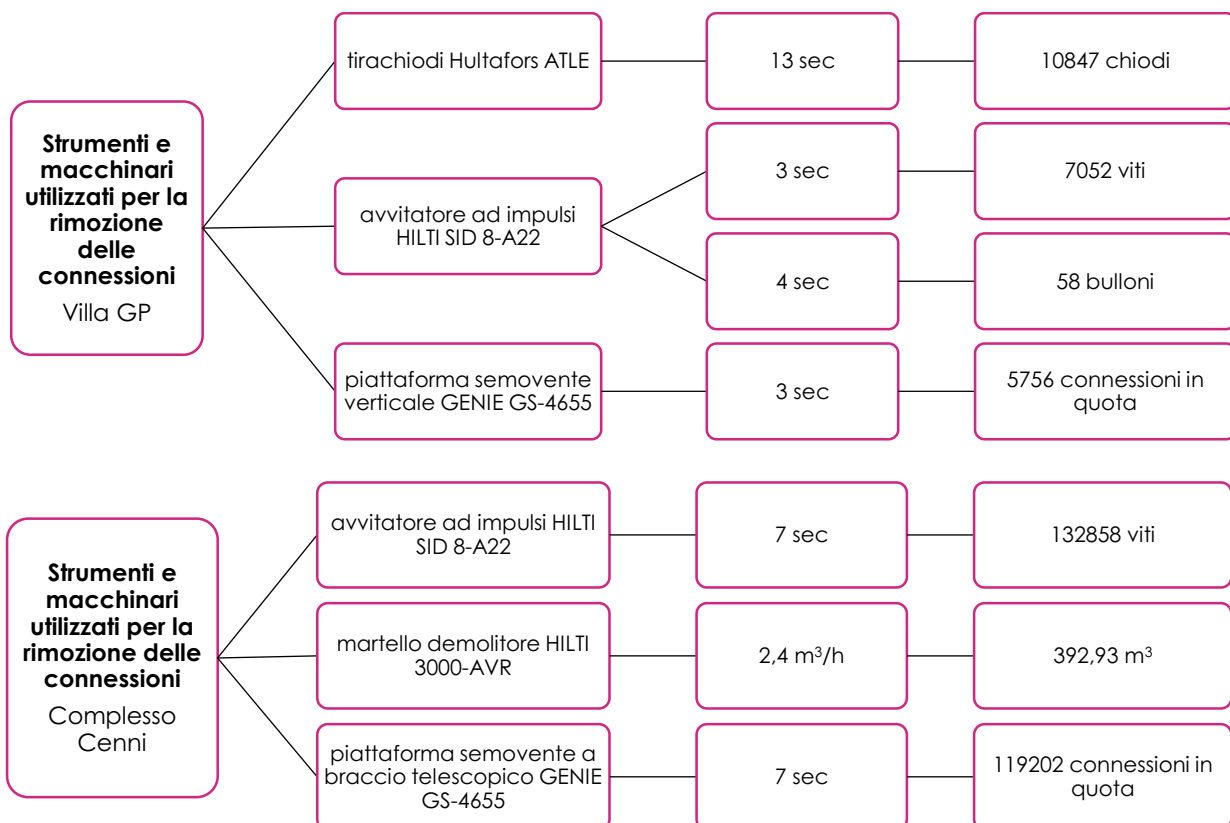 Strumenti e
macchinari
utilizzati per la
rimozione
delle
connessioni
Villa GP
tirachiodi Hultafors ATLE
13 sec
10847 chiodi
avvitatore ad impulsi
HILTI SID 8-A22
3 sec
7052 viti
4 sec
58 bulloni
piattaforma semovente
verticale GENIE GS-4655
3 sec
5756 connessioni in
quota
Strumenti e
macchinari
utilizzati per la
rimozione delle
connessioni
Complesso
Cenni
avvitatore ad impulsi HILTI
SID 8-A22
7 sec
132858 viti
martello demolitore HILTI
3000-AVR
2,4 m³/h
392,93 m³
piattaforma semovente a
braccio telescopico GENIE
GS-4655
7 sec
119202 connessioni in
quota